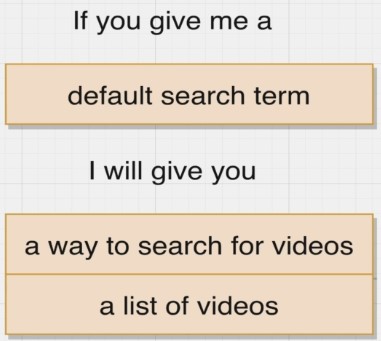 If you give me a
default search term
I will give you
a way to search for videos
a list of videos